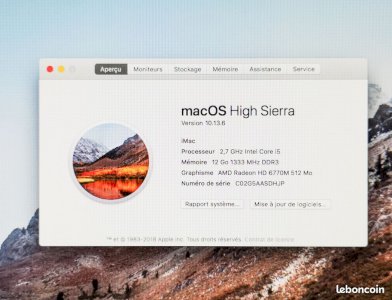 Aperçu Moniteurs Stockage Mémoire Assistance Service
macOS High Sierra
Version 10.13.6
iMac
Processeur 2,7 GHz Intel Core i5
Mémoire 12 Go 1333 MHz DDR3
Graphisme AMD Radeon HD 6770M 512 Mo
Numéro de série C02G5AASDHJP
Rapport système...
Mise à jour de logiciels...
™ et © 1983-2018 Apple Inc. Tous droits réservés. Contrat de licence
leboncoin